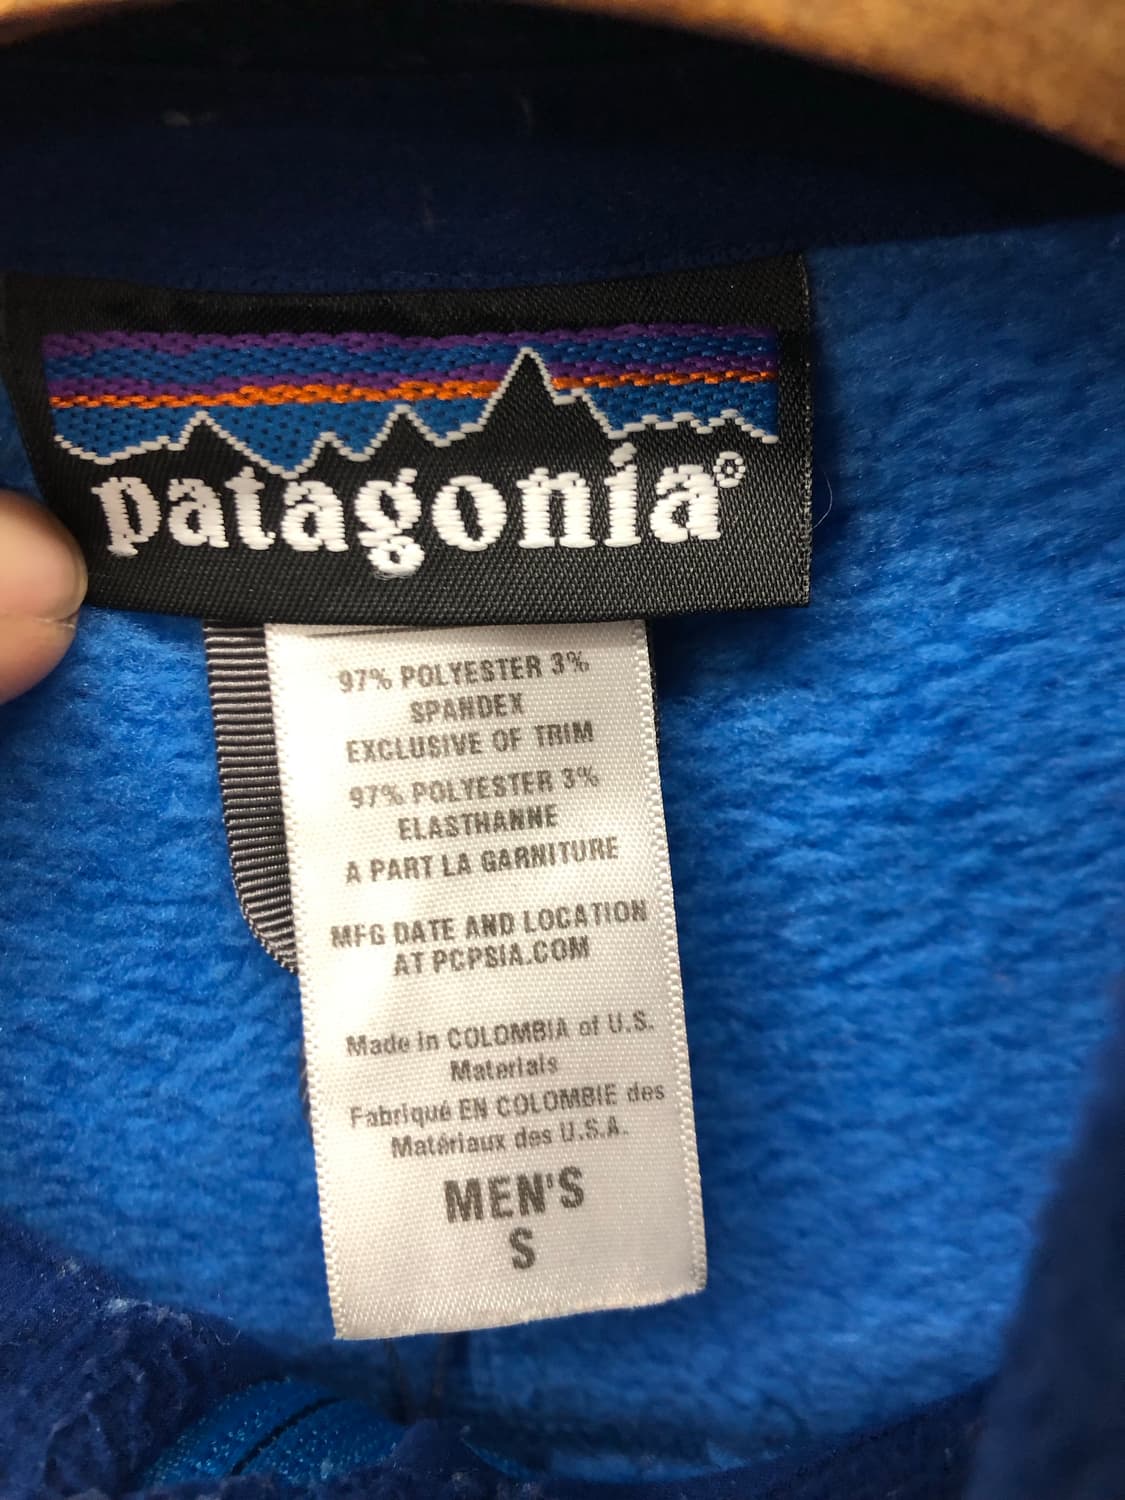 patagonia®
97% POLYESTER 3%
SPANDEX
EXCLUSIVE OF TRIM
97% POLYESTER 3%
ELASTHANNE
A PART LA GARNITURE
MFG DATE AND LOCATION
AT PCPSIA.COM
Made in COLOMBIA of U.S.
Materials
Fabriqué EN COLOMBIE des
Matériaux des U.S.A.
MEN'S
S